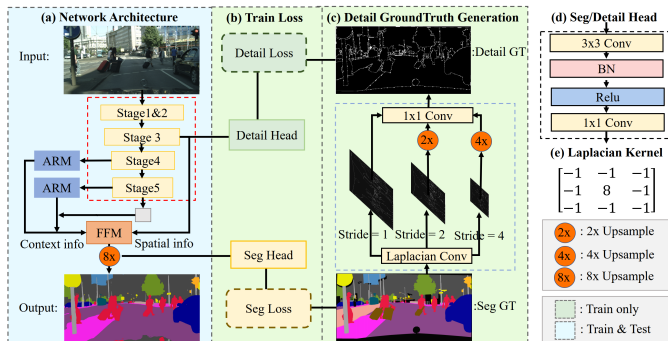 (a) Network Architecture
Input:
Stage1&2
Stage 3
ARM
Stage4
ARM
Stage5
FFM
Context info
Spatial info
8x
Output:
(b) Train Loss
Detail Loss
Detail Head
Seg Head
Seg Loss
(c) Detail GroundTruth Generation
:Detail GT
1x1 Conv
2x
4x
Stride = 1
Stride = 2
Stride = 4
Laplacian Conv
:Seg GT
(d) Seg/Detail Head
3x3 Conv
BN
Relu
1x1 Conv
(e) Laplacian Kernel
−1 −1 −1
−1 8 −1
−1 −1 −1
2x : 2x Upsample
4x : 4x Upsample
8x : 8x Upsample
: Train only
: Train & Test